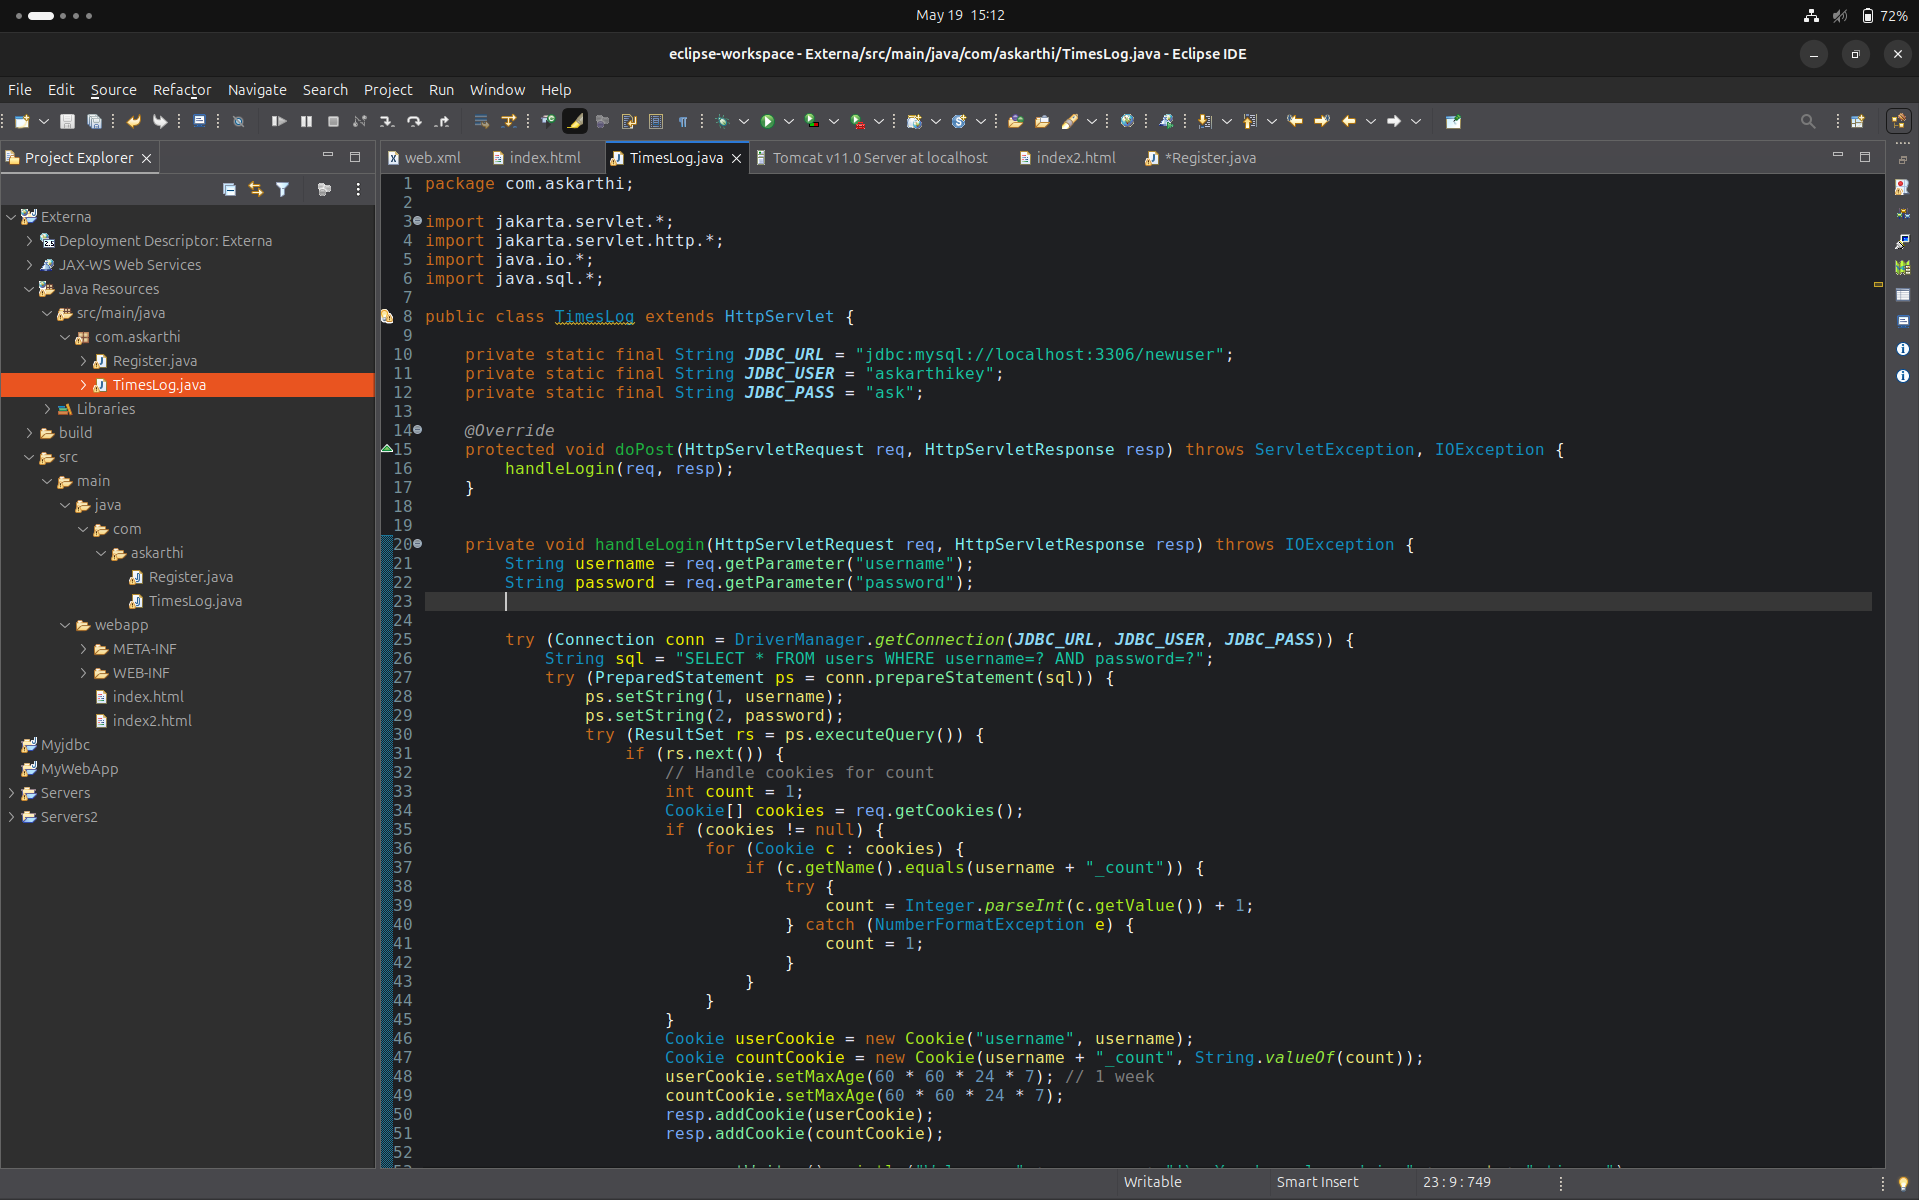 May 19 15:12
72%
eclipse-workspace - Externa/src/main/java/com/askarthi/TimesLog.java - Eclipse IDE
File Edit Source Refactor Navigate Search Project Run Window Help
Project Explorer
web.xml index.html TimesLog.java Tomcat v11.0 Server at localhost index2.html *Register.java
Externa
Deployment Descriptor: Externa
JAX-WS Web Services
Java Resources
src/main/java
com.askarthi
Register.java
TimesLog.java
Libraries
build
src
main
java
com
askarthi
Register.java
TimesLog.java
webapp
META-INF
WEB-INF
index.html
index2.html
Myjdbc
MyWebApp
Servers
Servers2
1 package com.askarthi;
2
3 import jakarta.servlet.*;
4 import jakarta.servlet.http.*;
5 import java.io.*;
6 import java.sql.*;
7
8 public class TimesLog extends HttpServlet {
9
10 private static final String JDBC_URL = "jdbc:mysql://localhost:3306/newuser";
11 private static final String JDBC_USER = "askarthikey";
12 private static final String JDBC_PASS = "ask";
13
14 @Override
15 protected void doPost(HttpServletRequest req, HttpServletResponse resp) throws ServletException, IOException {
16 handleLogin(req, resp);
17 }
18
19
20 private void handleLogin(HttpServletRequest req, HttpServletResponse resp) throws IOException {
21 String username = req.getParameter("username");
22 String password = req.getParameter("password");
23
24
25 try (Connection conn = DriverManager.getConnection(JDBC_URL, JDBC_USER, JDBC_PASS)) {
26 String sql = "SELECT * FROM users WHERE username=? AND password=?";
27 try (PreparedStatement ps = conn.prepareStatement(sql)) {
28 ps.setString(1, username);
29 ps.setString(2, password);
30 try (ResultSet rs = ps.executeQuery()) {
31 if (rs.next()) {
32 // Handle cookies for count
33 int count = 1;
34 Cookie[] cookies = req.getCookies();
35 if (cookies != null) {
36 for (Cookie c : cookies) {
37 if (c.getName().equals(username + "_count")) {
38 try {
39 count = Integer.parseInt(c.getValue()) + 1;
40 } catch (NumberFormatException e) {
41 count = 1;
42 }
43 }
44 }
45 }
46 Cookie userCookie = new Cookie("username", username);
47 Cookie countCookie = new Cookie(username + "_count", String.valueOf(count));
48 userCookie.setMaxAge(60 * 60 * 24 * 7); // 1 week
49 countCookie.setMaxAge(60 * 60 * 24 * 7);
50 resp.addCookie(userCookie);
51 resp.addCookie(countCookie);
52
Writable Smart Insert 23 : 9 : 749